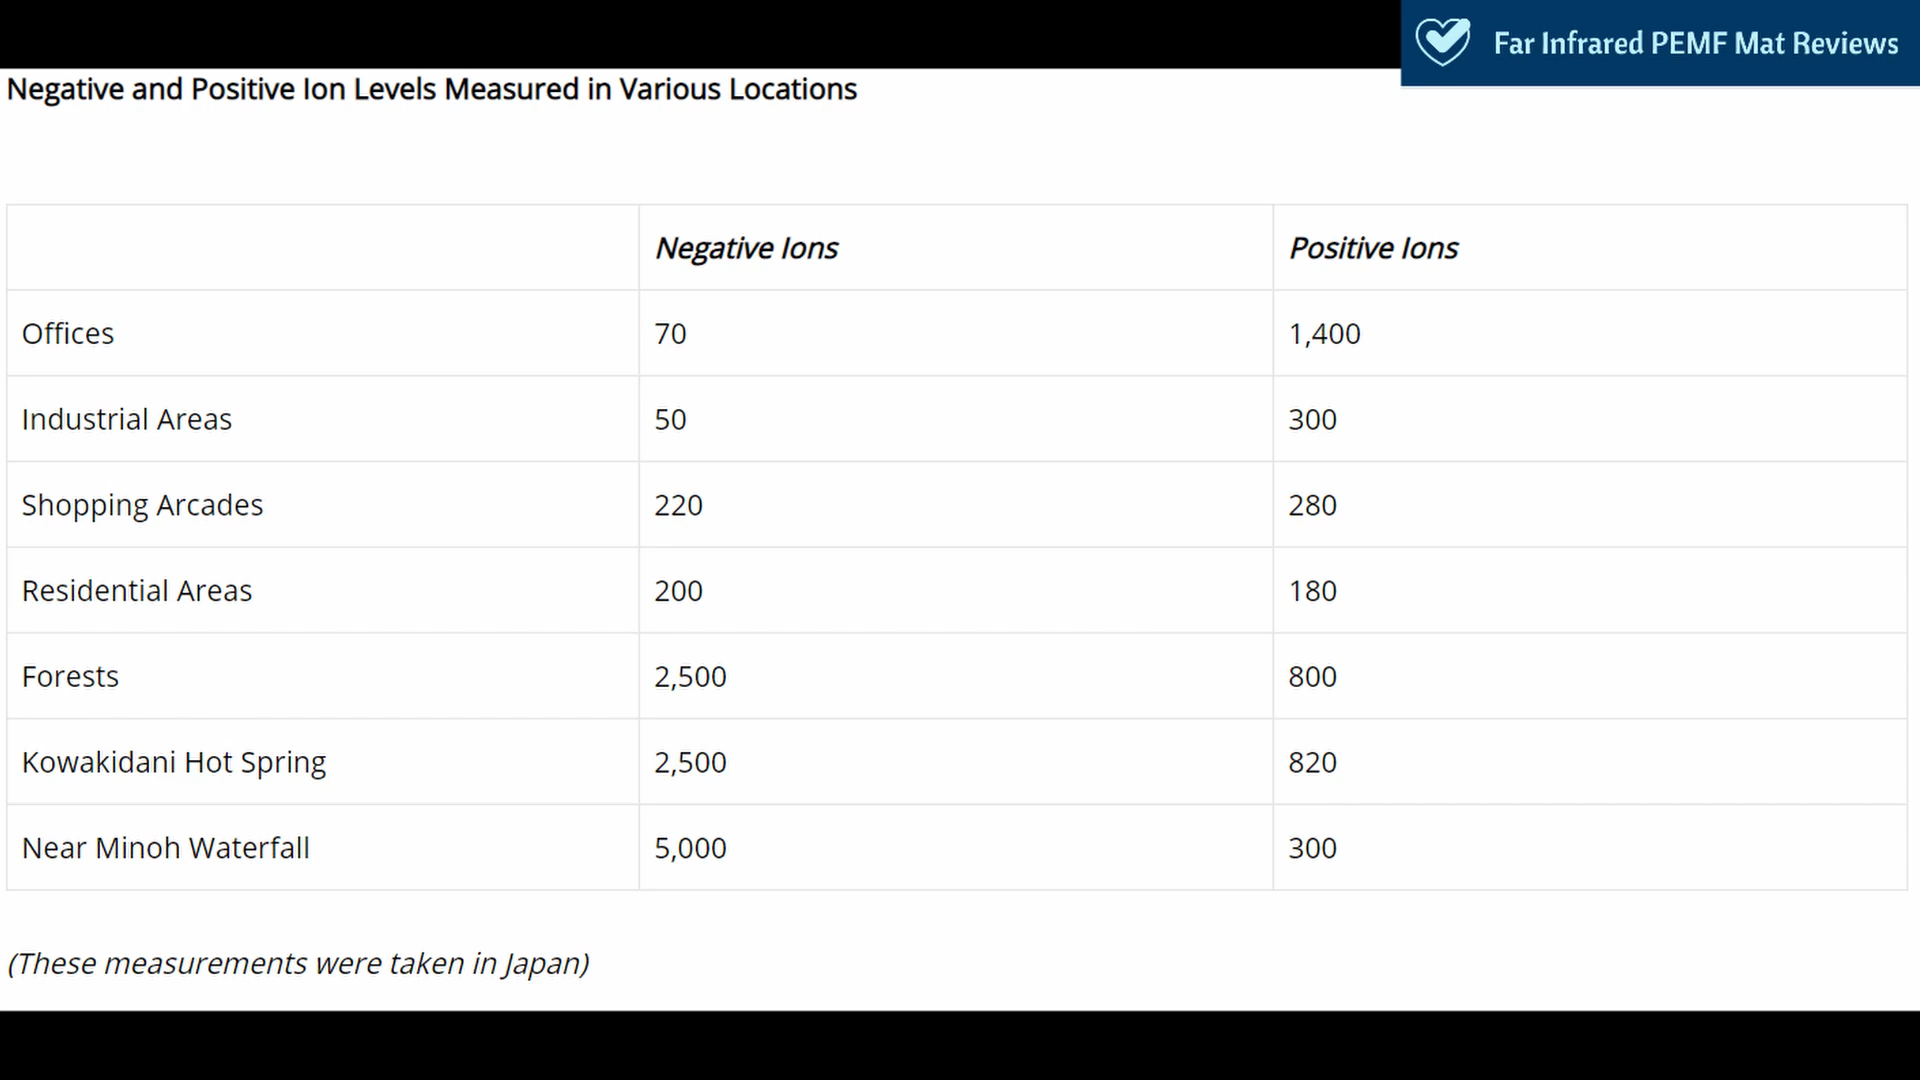 Far Infrared PEMF Mat Reviews
Negative and Positive Ion Levels Measured in Various Locations
Negative Ions Positive Ions
Offices 70 1,400
Industrial Areas 50 300
Shopping Arcades 220 280
Residential Areas 200 180
Forests 2,500 800
Kowakidani Hot Spring 2,500 820
Near Minoh Waterfall 5,000 300
(These measurements were taken in Japan)